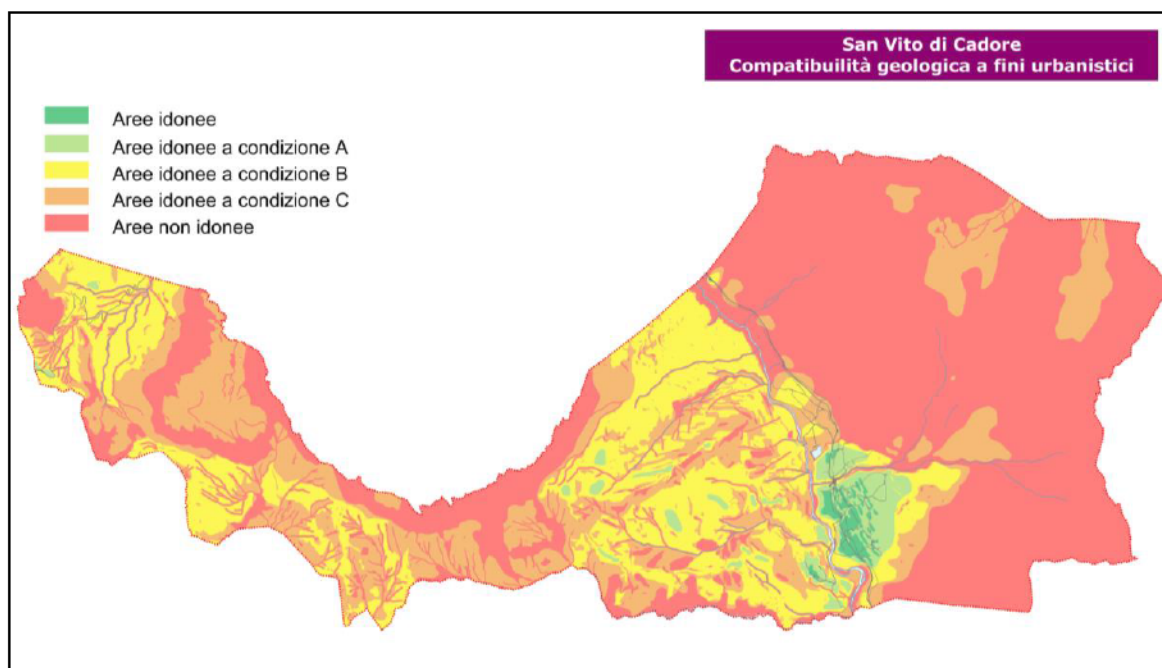 San Vito di Cadore
Compatibuilità geologica a fini urbanistici
Aree idonee
Aree idonee a condizione A
Aree idonee a condizione B
Aree idonee a condizione C
Aree non idonee